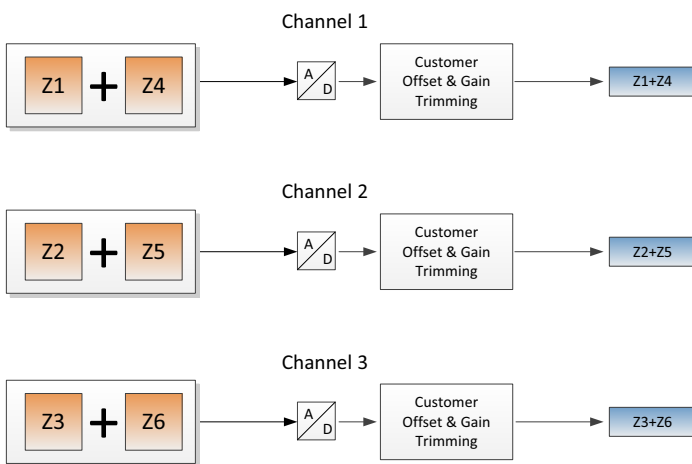 Channel 1
Z1 + Z4
A
D
Customer
Offset & Gain
Trimming
Z1+Z4
Channel 2
Z2 + Z5
A
D
Customer
Offset & Gain
Trimming
Z2+Z5
Channel 3
Z3 + Z6
A
D
Customer
Offset & Gain
Trimming
Z3+Z6